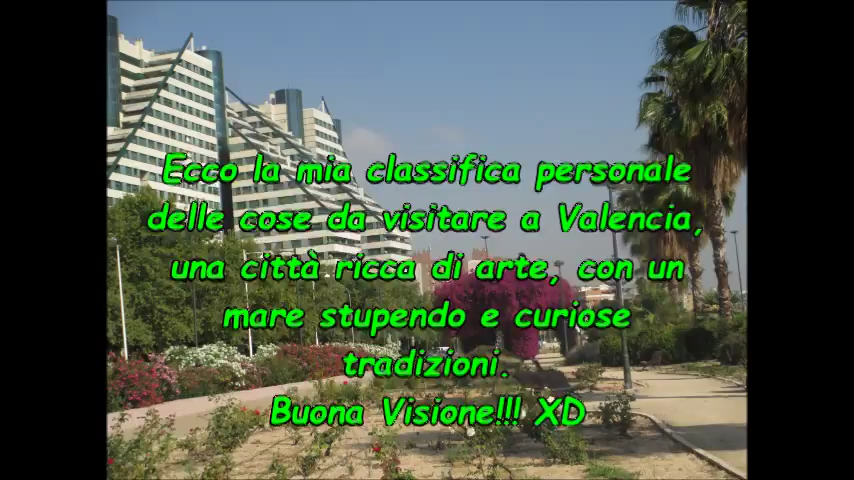 Ecco la mia classifica personale
delle cose da visitare a Valencia,
una città ricca di arte, con un
mare stupendo e curiose
tradizioni.
Buona Visione!!! XD